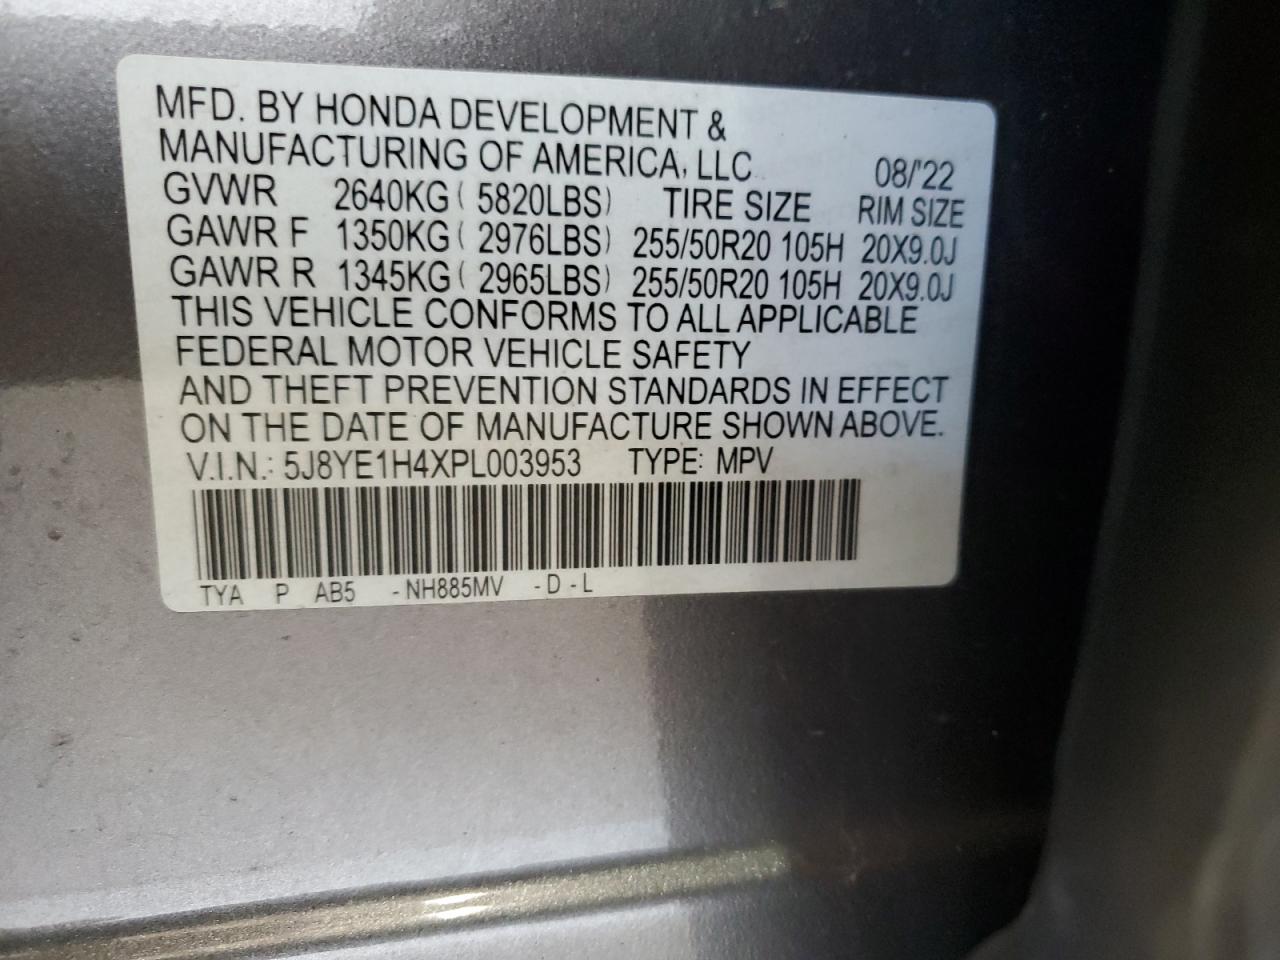 MFD. BY HONDA DEVELOPMENT &
MANUFACTURING OF AMERICA, LLC 08/'22
GVWR 2640KG ( 5820LBS) TIRE SIZE RIM SIZE
GAWR F 1350KG ( 2976LBS) 255/50R20 105H 20X9.0J
GAWR R 1345KG ( 2965LBS) 255/50R20 105H 20X9.0J
THIS VEHICLE CONFORMS TO ALL APPLICABLE
FEDERAL MOTOR VEHICLE SAFETY
AND THEFT PREVENTION STANDARDS IN EFFECT
ON THE DATE OF MANUFACTURE SHOWN ABOVE.
V.I.N.: 5J8YE1H4XPL003953 TYPE: MPV
TYA P AB5 -NH885MV -D-L